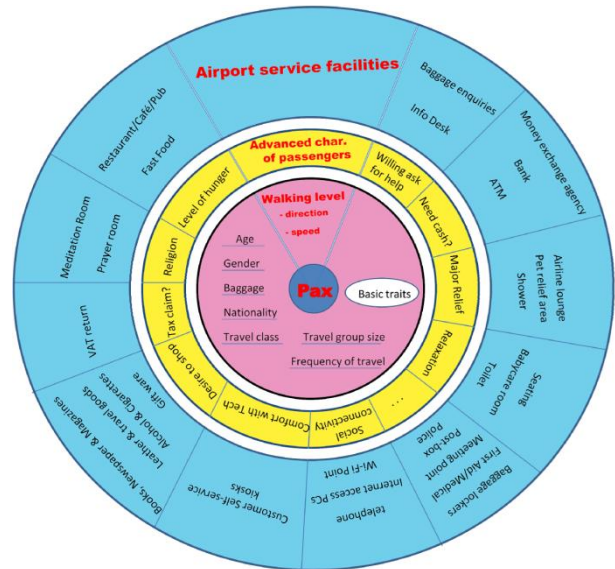 Airport service facilities
Baggage enquiries
Info Desk
Money exchange agency
Bank
ATM
Airline lounge
Pet relief area
Shower
Seating
Babycare room
Toilet
Police
Post-box
Meeting point
First Aid/Medical
Baggage lockers
Wi-Fi Point
Internet access PCs
telephone
Customer Self-service
kiosks
Gift ware
Alcohol & Cigarettes
Leather & travel goods
Books, Newspaper & Magazines
VAT return
Meditation Room
Prayer room
Restaurant/Café/Pub
Fast Food
Advanced char.
of passengers
Willing ask
for help
Need cash?
Major Relief
Relaxation
...
Social
connectivity
Comfort with Tech
Desire to shop
Tax claim?
Religion
Level of hunger
Walking level
- direction
- speed
Age
Gender
Baggage
Nationality
Travel class
Pax
Basic traits
Travel group size
Frequency of travel